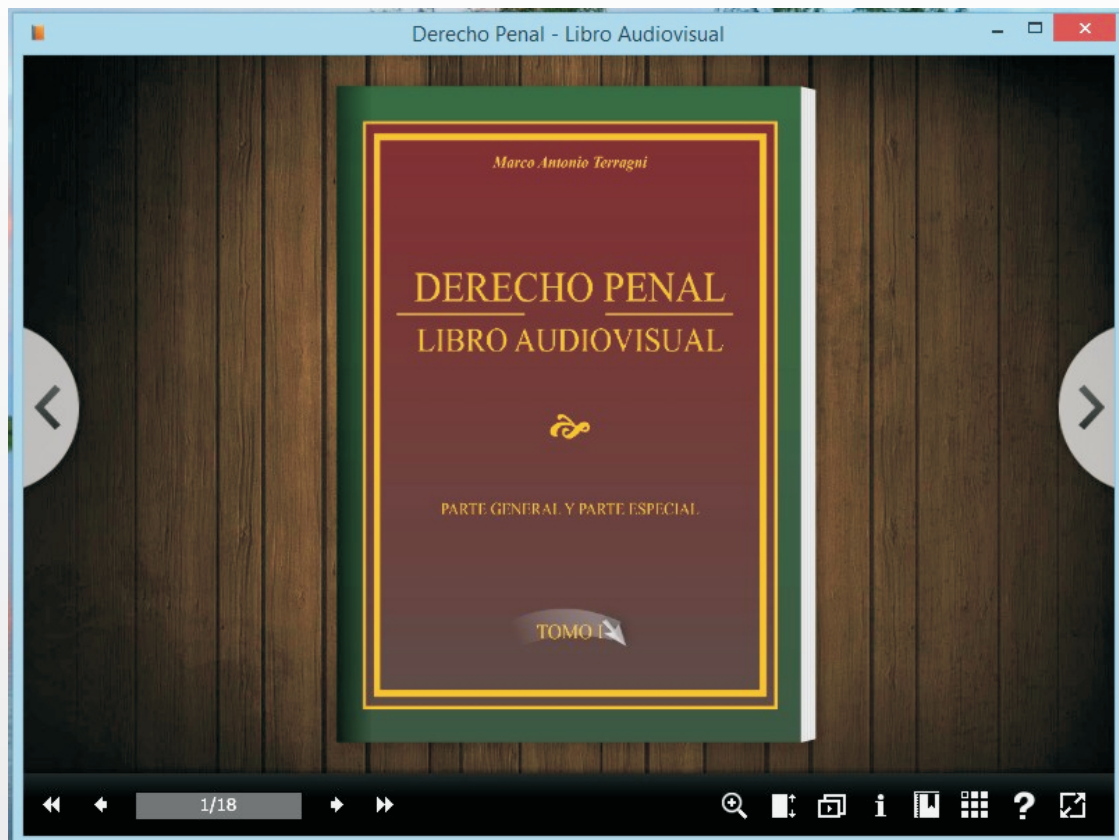 Derecho Penal - Libro Audiovisual
Marco Antonio Terragni
DERECHO PENAL
LIBRO AUDIOVISUAL
PARTE GENERAL Y PARTE ESPECIAL
TOMO I
1/18